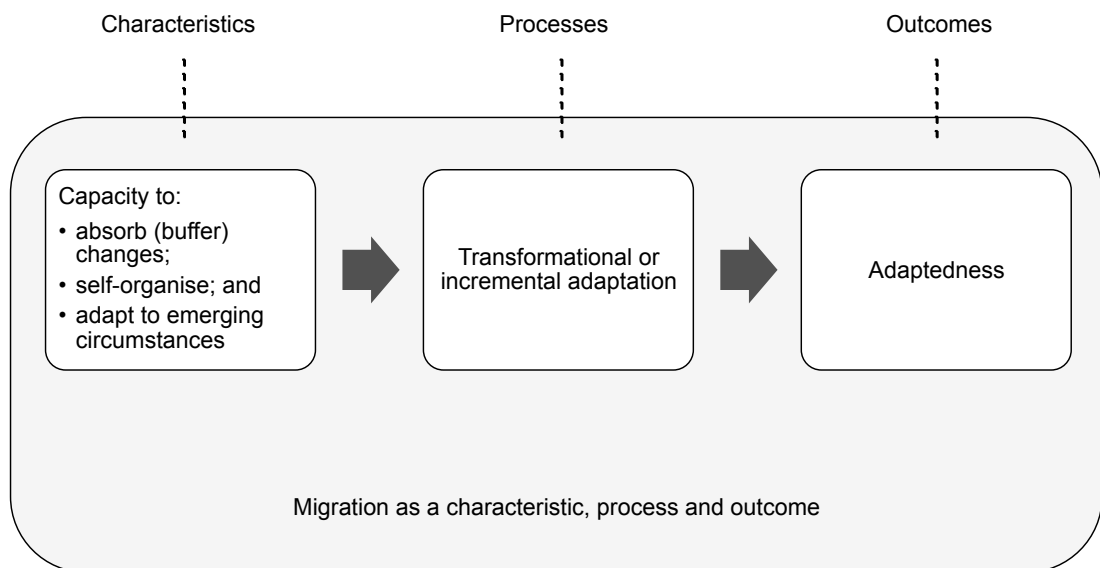 Characteristics
Processes
Outcomes
Capacity to:
• absorb (buffer)
changes;
• self-organise; and
• adapt to emerging
circumstances
Transformational or
incremental adaptation
Adaptedness
Migration as a characteristic, process and outcome